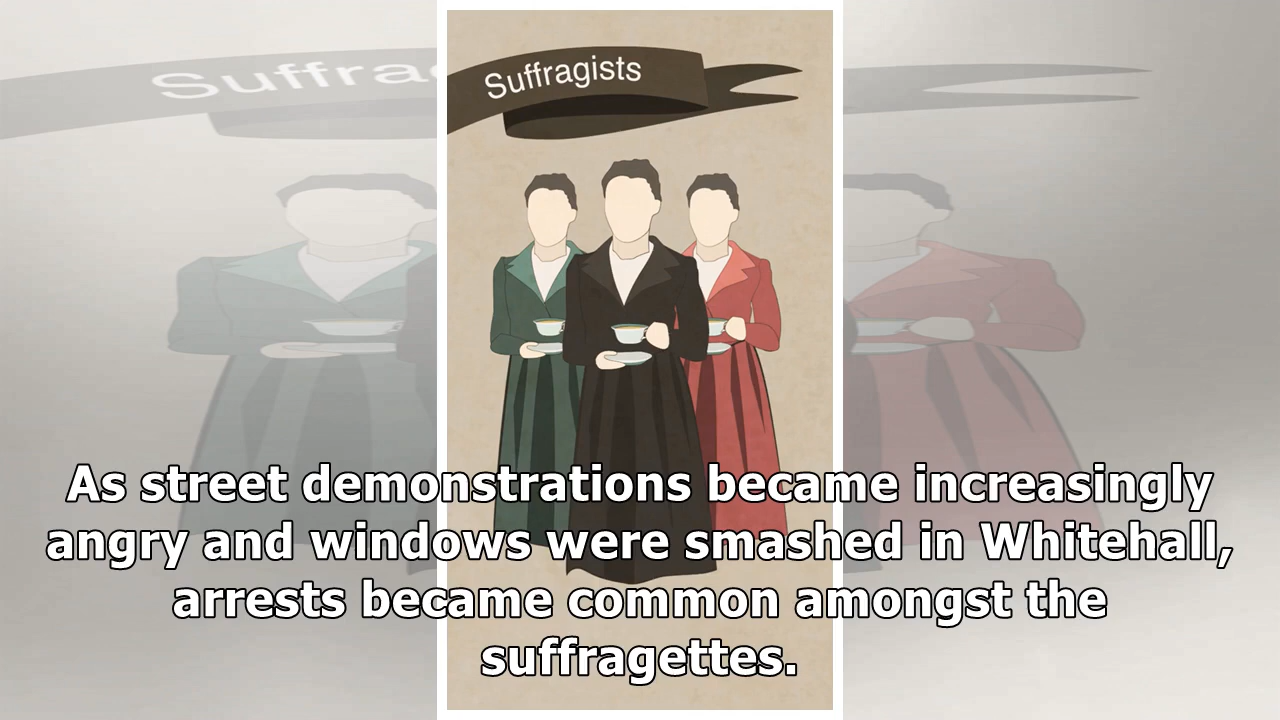 Suffragists
As street demonstrations became increasingly
angry and windows were smashed in Whitehall,
arrests became common amongst the
suffragettes.